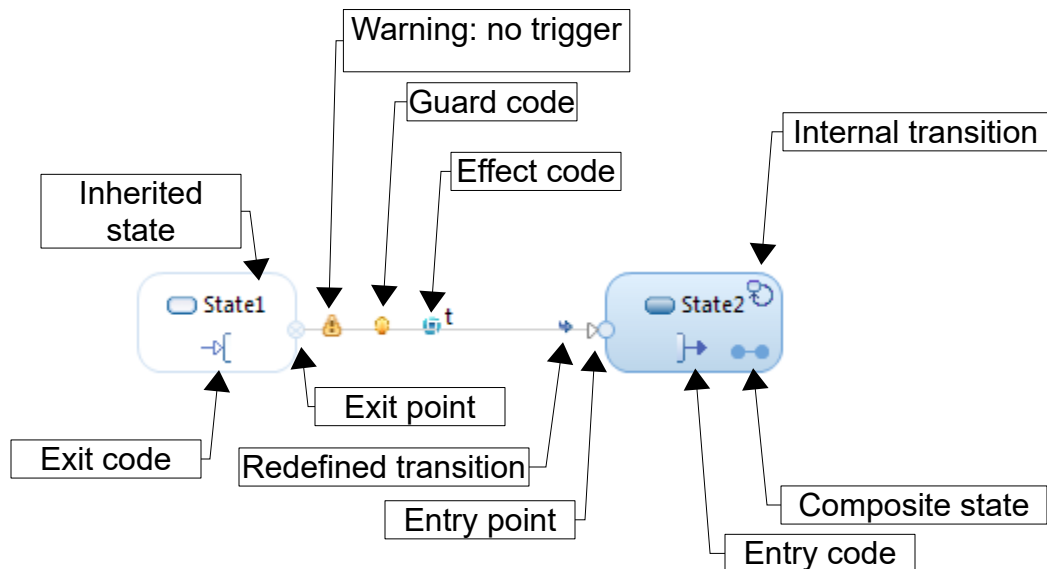 Warning: no trigger
Guard code
Internal transition
Effect code
Inherited
state
State1
t
State2
Exit point
Exit code
Redefined transition
Entry point
Composite state
Entry code